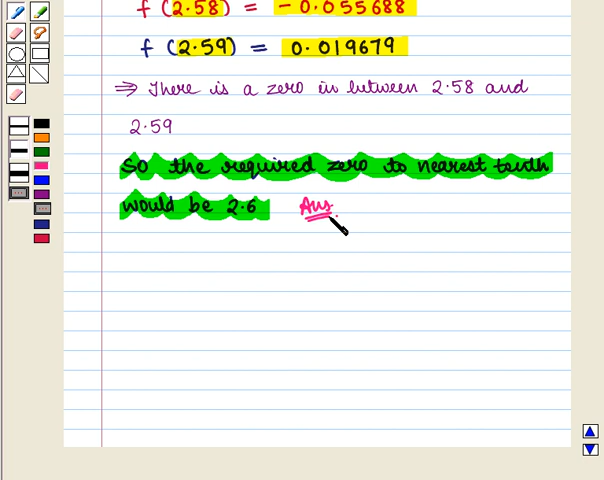 f (2.58) = - 0.055688
f (2.59) = 0.019679
⇒ There is a zero in between 2.58 and
2.59
So the required zero to nearest tenth
would be 2.6 Ans.